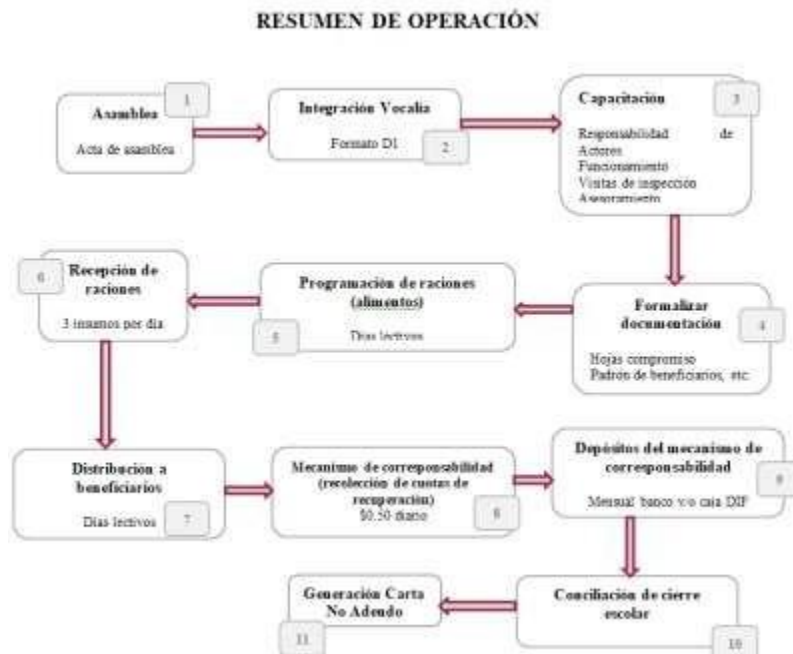 RESUMEN DE OPERACIÓN
1
Asamblea
Acta de asamblea
Integración Vocalía
Formato D1
2
Capacitación
3
Responsabilidad de
Actores
Funcionamiento
Visitas de inspección
Asesoramiento
Formalizar
documentación
4
Hojas compromiso
Padrón de beneficiarios, etc.
Programación de raciones
(alimentos)
Días lectivos
5
6
Recepción de
raciones
3 insumos por día
Distribución a
beneficiarios
Días lectivos
7
Mecanismo de corresponsabilidad
(recolección de cuotas de
recuperación)
$0.50 diario
8
Depósitos del mecanismo de
corresponsabilidad
9
Mensual banco y/o caja DIF
Conciliación de cierre
escolar
10
Generación Carta
No Adeudo
11